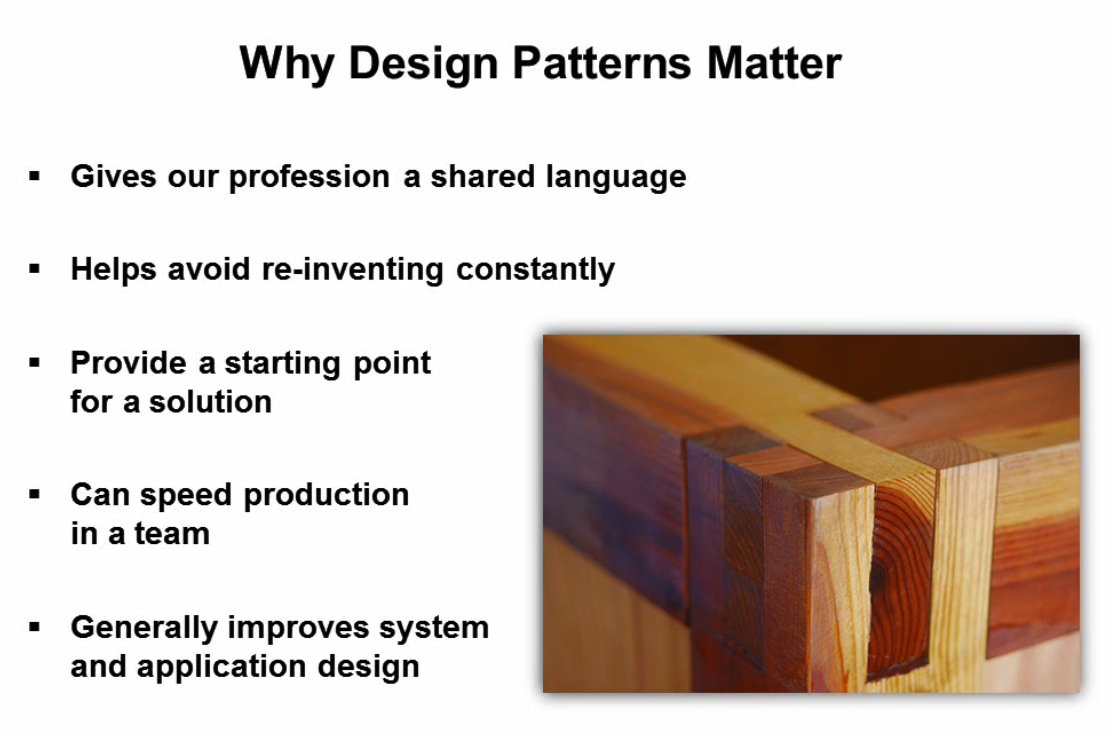 Why Design Patterns Matter
▪ Gives our profession a shared language
▪ Helps avoid re-inventing constantly
▪ Provide a starting point
for a solution
▪ Can speed production
in a team
▪ Generally improves system
and application design